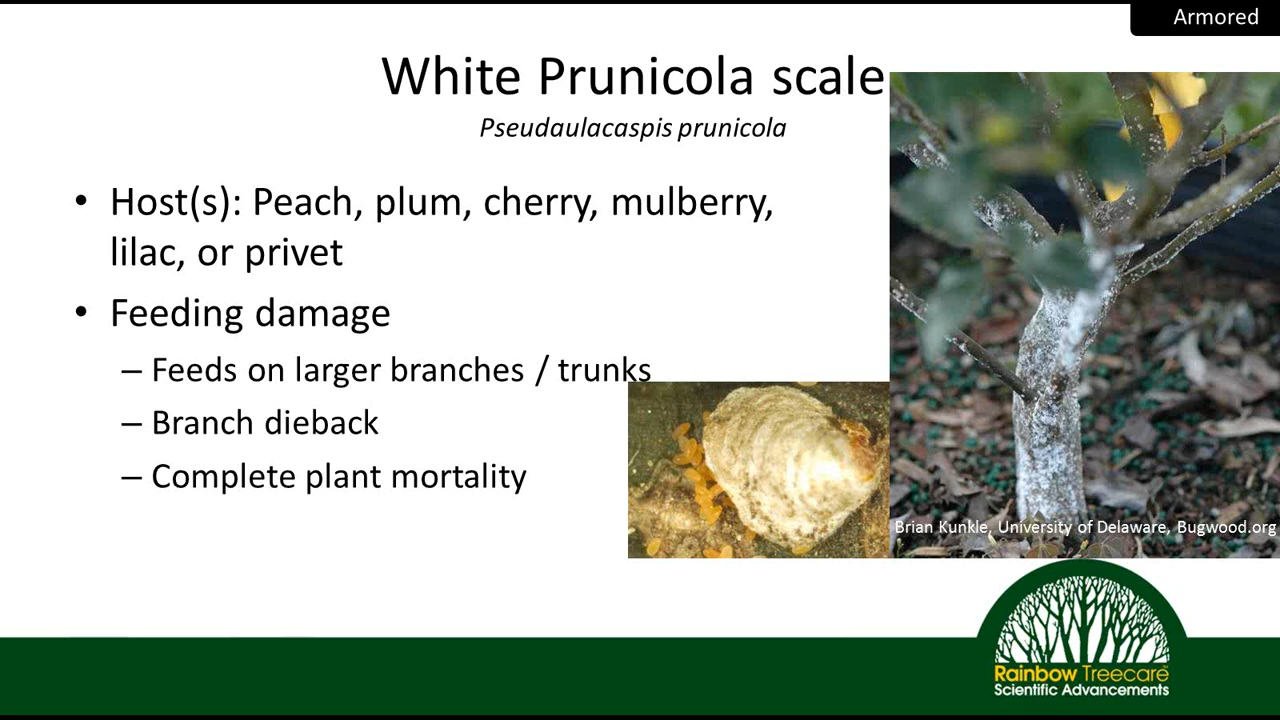 Armored
White Prunicola scale
Pseudaulacaspis prunicola
• Host(s): Peach, plum, cherry, mulberry,
lilac, or privet
• Feeding damage
– Feeds on larger branches / trunks
– Branch dieback
– Complete plant mortality
Brian Kunkle, University of Delaware, Bugwood.org
Rainbow Treecare
Scientific Advancements